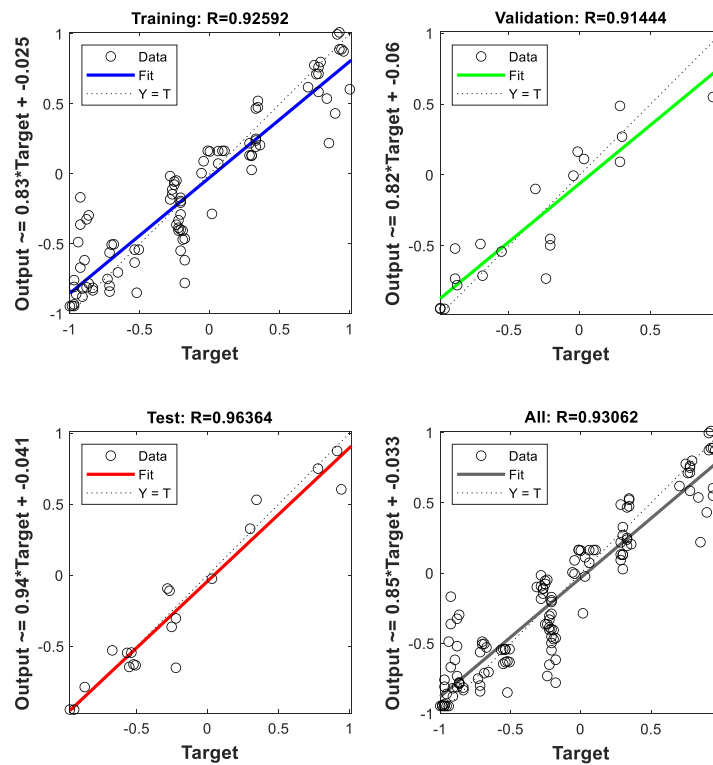 Training: R=0.92592
Output ~= 0.83*Target + -0.025
1
0.5
0
-0.5
-1
Data
Fit
Y = T
-1
-0.5
0
0.5
1
Target
Validation: R=0.91444
Output ~= 0.82*Target + -0.06
1
0.5
0
-0.5
Data
Fit
Y = T
-0.5
0
0.5
Target
Test: R=0.96364
Output ~= 0.94*Target + -0.041
1
0.5
0
-0.5
Data
Fit
Y = T
-0.5
0
0.5
1
Target
All: R=0.93062
Output ~= 0.85*Target + -0.033
1
0.5
0
-0.5
-1
Data
Fit
Y = T
-1
-0.5
0
0.5
Target